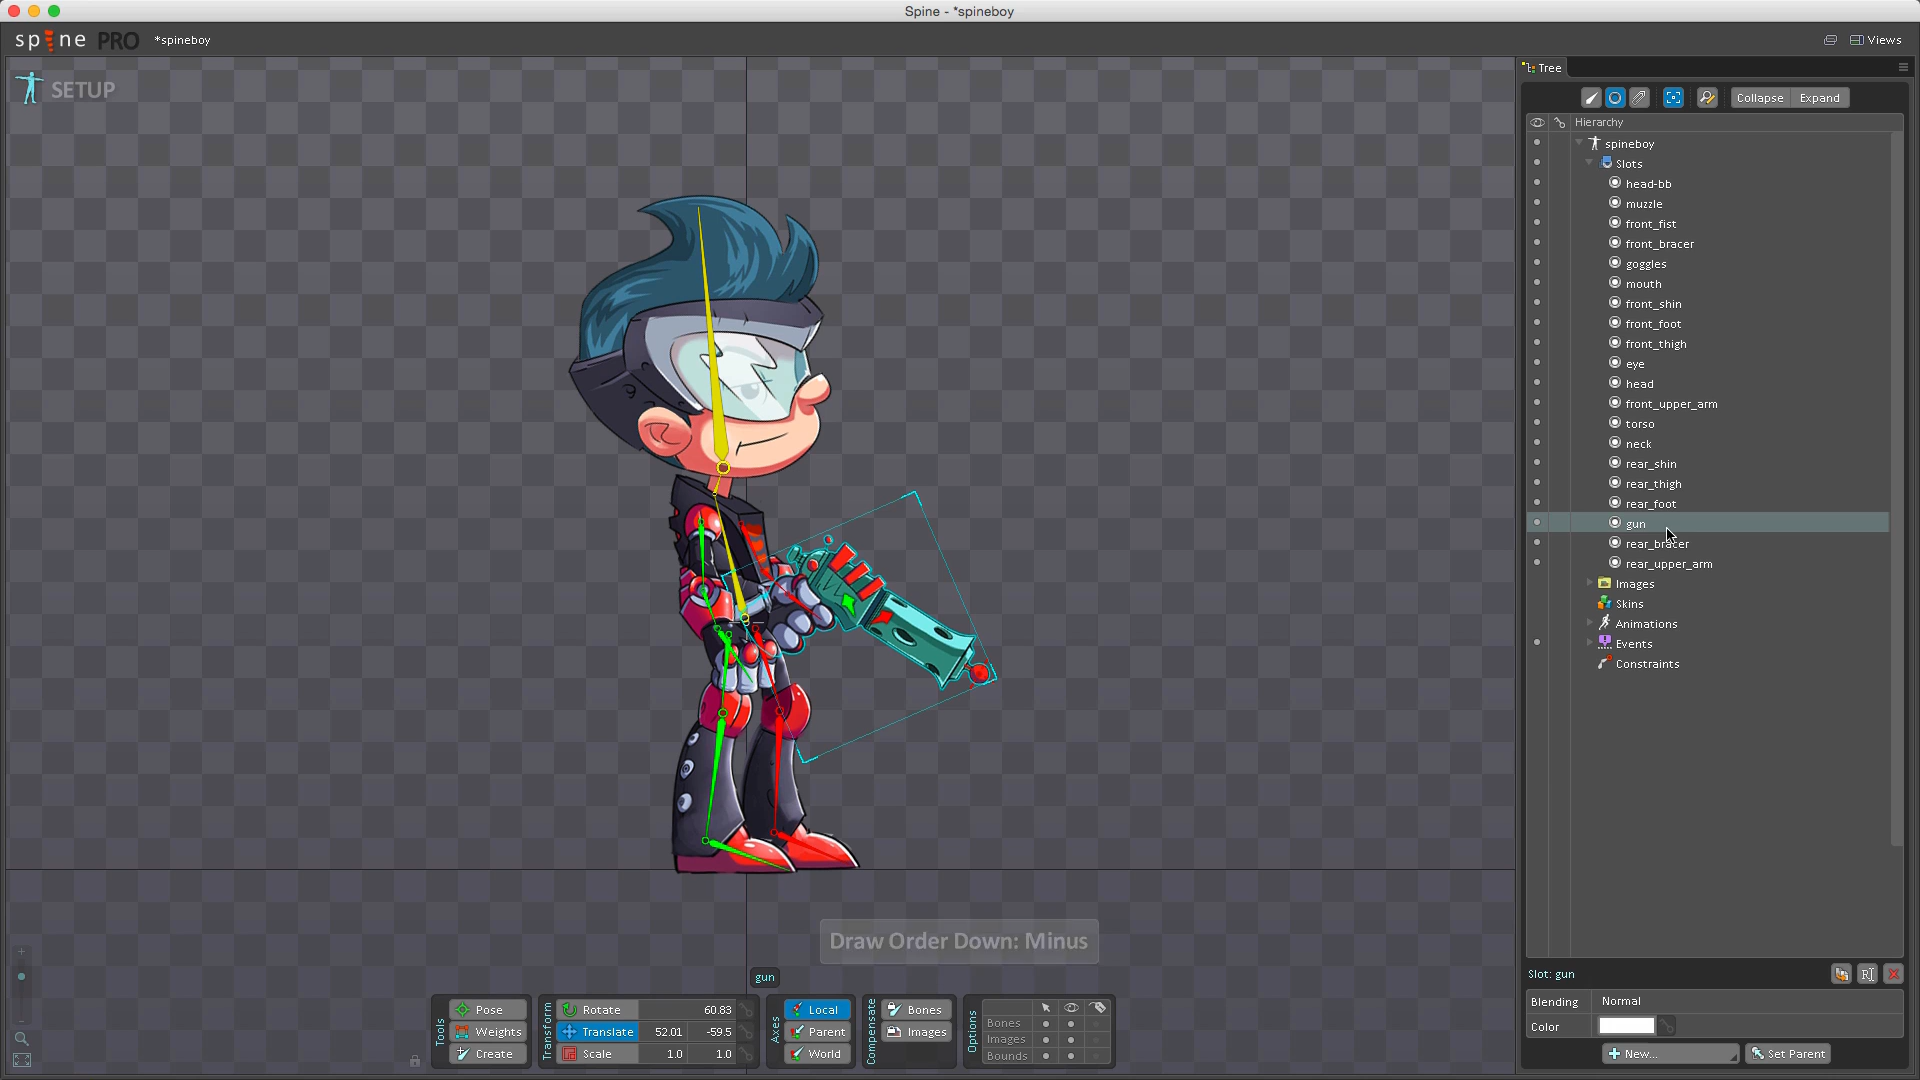 Spine - *spineboy
spine PRO *spineboy
Views
SETUP
Tree
Collapse Expand
Hierarchy
spineboy
Slots
head-bb
muzzle
front_fist
front_bracer
goggles
mouth
front_shin
front_foot
front_thigh
eye
head
front_upper_arm
torso
neck
rear_shin
rear_thigh
rear_foot
gun
rear_bracer
rear_upper_arm
Images
Skins
Animations
Events
Constraints
Draw Order Down: Minus
gun
Tools
Pose
Weights
Create
Transform
Rotate 60.83
Translate 52.01 -59.5
Scale 1.0 1.0
Axes
Local
Parent
World
Compensate
Bones
Images
Options
Bones
Images
Bounds
Slot: gun
Blending Normal
Color
New...
Set Parent